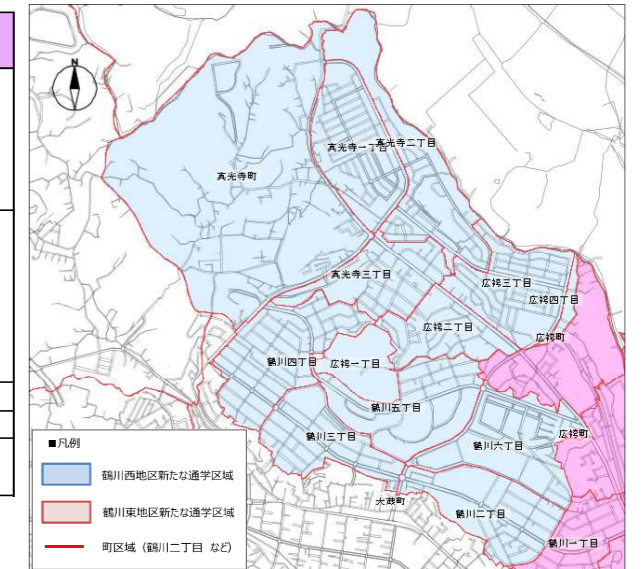 N
真光寺一丁目
真光寺二丁目
真光寺町
真光寺三丁目
広袴三丁目
広袴四丁目
広袴二丁目
広袴町
鶴川四丁目
広袴一丁目
鶴川五丁目
鶴川三丁目
広袴町
鶴川六丁目
大蔵町
鶴川二丁目
鶴川一丁目
■凡例
鶴川西地区新たな通学区域
鶴川東地区新たな通学区域
町区域（鶴川二丁目 など）